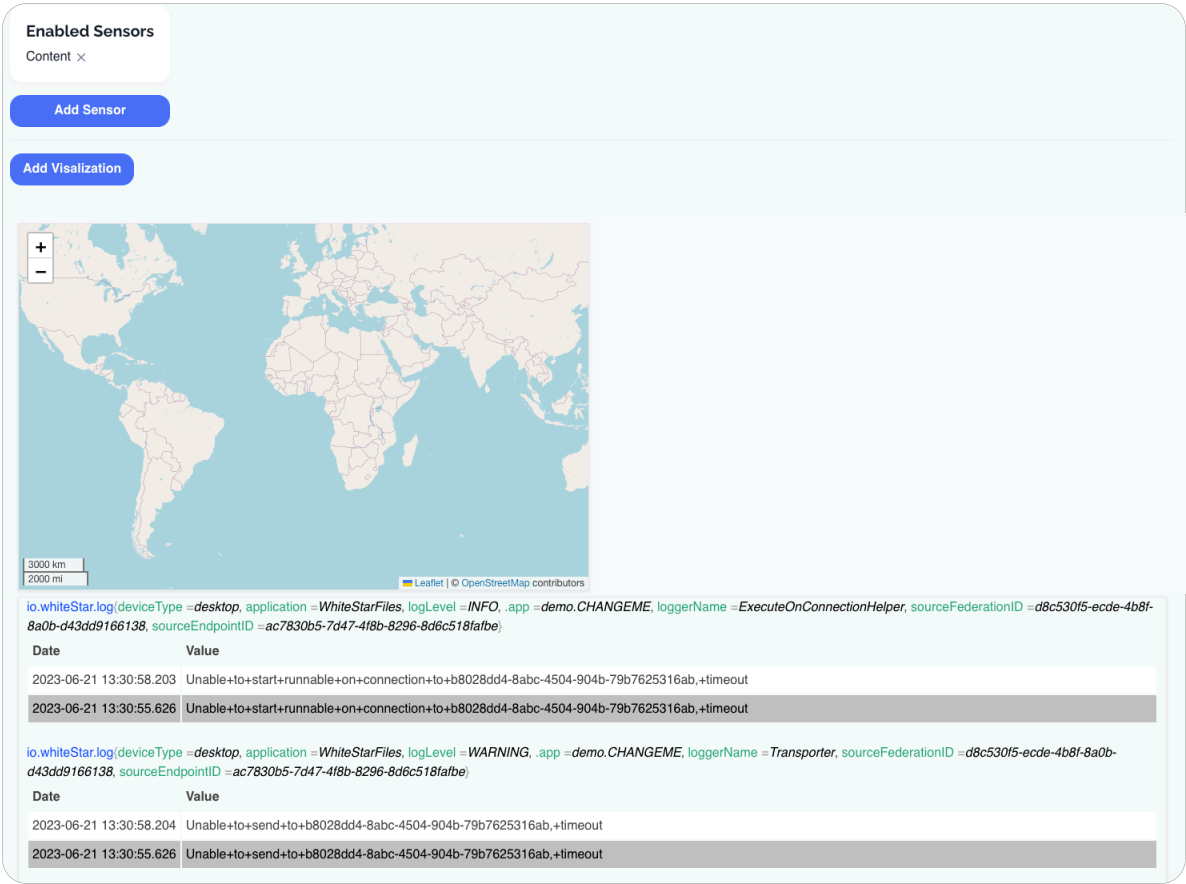 Enabled Sensors
Content ×
Add Sensor
Add Visalization
+
−
3000 km
2000 mi
Leaflet | © OpenStreetMap contributors
io.whiteStar.log{deviceType =desktop, application =WhiteStarFiles, logLevel =INFO, .app =demo.CHANGEME, loggerName =ExecuteOnConnectionHelper, sourceFederationID =d8c530f5-ecde-4b8f-
8a0b-d43dd9166138, sourceEndpointID =ac7830b5-7d47-4f8b-8296-8d6c518fafbe}
Date Value
2023-06-21 13:30:58.203 Unable+to+start+runnable+on+connection+to+b8028dd4-8abc-4504-904b-79b7625316ab,+timeout
2023-06-21 13:30:55.626 Unable+to+start+runnable+on+connection+to+b8028dd4-8abc-4504-904b-79b7625316ab,+timeout
io.whiteStar.log{deviceType =desktop, application =WhiteStarFiles, logLevel =WARNING, .app =demo.CHANGEME, loggerName =Transporter, sourceFederationID =d8c530f5-ecde-4b8f-8a0b-
d43dd9166138, sourceEndpointID =ac7830b5-7d47-4f8b-8296-8d6c518fafbe}
Date Value
2023-06-21 13:30:58.204 Unable+to+send+to+b8028dd4-8abc-4504-904b-79b7625316ab,+timeout
2023-06-21 13:30:55.626 Unable+to+send+to+b8028dd4-8abc-4504-904b-79b7625316ab,+timeout